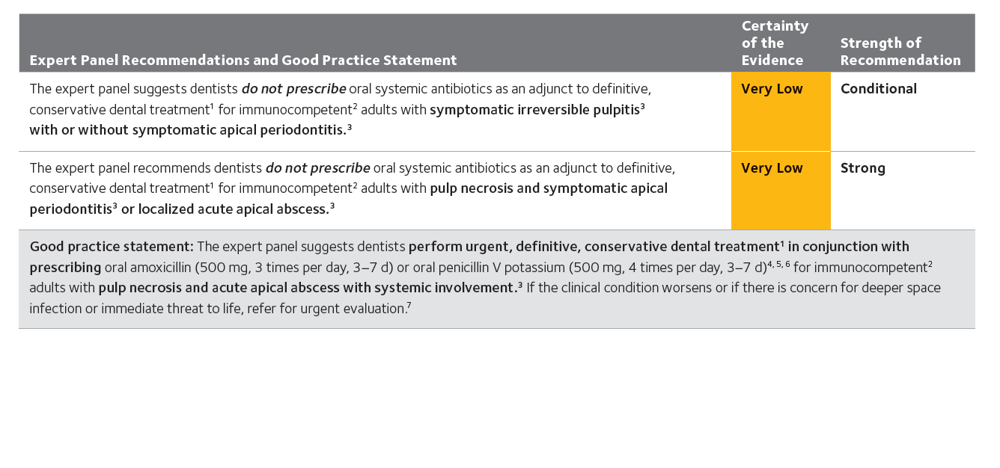 Expert Panel Recommendations and Good Practice Statement
Certainty
of the
Evidence
Strength of
Recommendation
The expert panel suggests dentists do not prescribe oral systemic antibiotics as an adjunct to definitive,
conservative dental treatment¹ for immunocompetent² adults with symptomatic irreversible pulpitis³
with or without symptomatic apical periodontitis.³
Very Low
Conditional
The expert panel recommends dentists do not prescribe oral systemic antibiotics as an adjunct to definitive,
conservative dental treatment¹ for immunocompetent² adults with pulp necrosis and symptomatic apical
periodontitis³ or localized acute apical abscess.³
Very Low
Strong
Good practice statement: The expert panel suggests dentists perform urgent, definitive, conservative dental treatment¹ in conjunction with
prescribing oral amoxicillin (500 mg, 3 times per day, 3–7 d) or oral penicillin V potassium (500 mg, 4 times per day, 3–7 d)⁴,⁵,⁶ for immunocompetent²
adults with pulp necrosis and acute apical abscess with systemic involvement.³ If the clinical condition worsens or if there is concern for deeper space
infection or immediate threat to life, refer for urgent evaluation.⁷